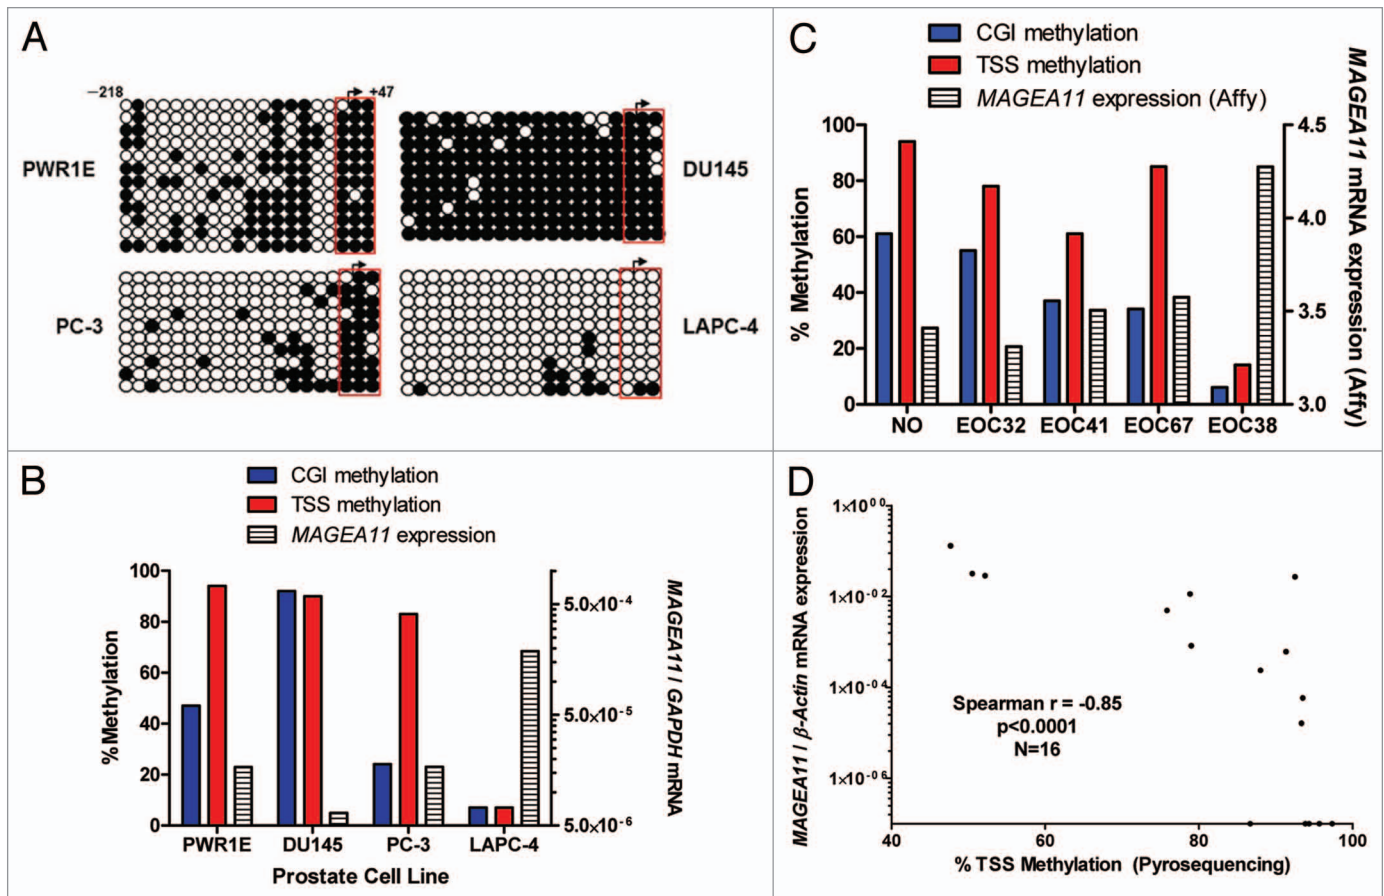 A
−218
+47
PWR1E
DU145
PC-3
LAPC-4
B
CGI methylation
TSS methylation
MAGEA11 expression
100
80
60
40
20
0
%Methylation
5.0×10-4
5.0×10-5
5.0×10-6
MAGEA11 / GAPDH mRNA
PWR1E DU145 PC-3 LAPC-4
Prostate Cell Line
C
CGI methylation
TSS methylation
MAGEA11 expression (Affy)
100
80
60
40
20
0
% Methylation
4.5
4.0
3.5
3.0
MAGEA11 mRNA expression (Affy)
NO EOC32 EOC41 EOC67 EOC38
D
1×10 0 0
1×10-0 2
1×10-0 4
1×10-0 6
MAGEA11 / β-Actin mRNA expression
Spearman r = -0.85
p<0.0001
N=16
40 60 80 100
% TSS Methylation (Pyrosequencing)